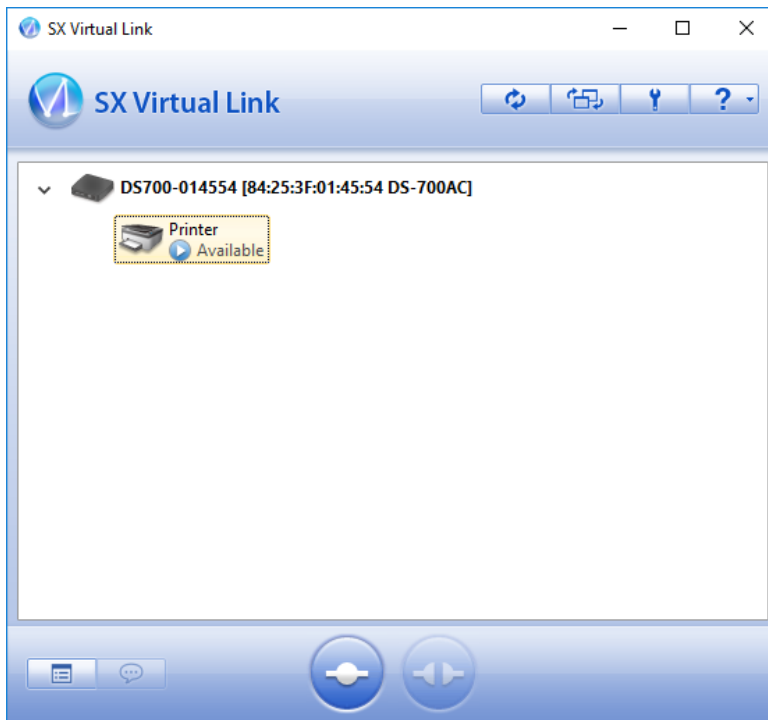 SX Virtual Link
SX Virtual Link
?
DS700-014554 [84:25:3F:01:45:54 DS-700AC]
Printer
Available